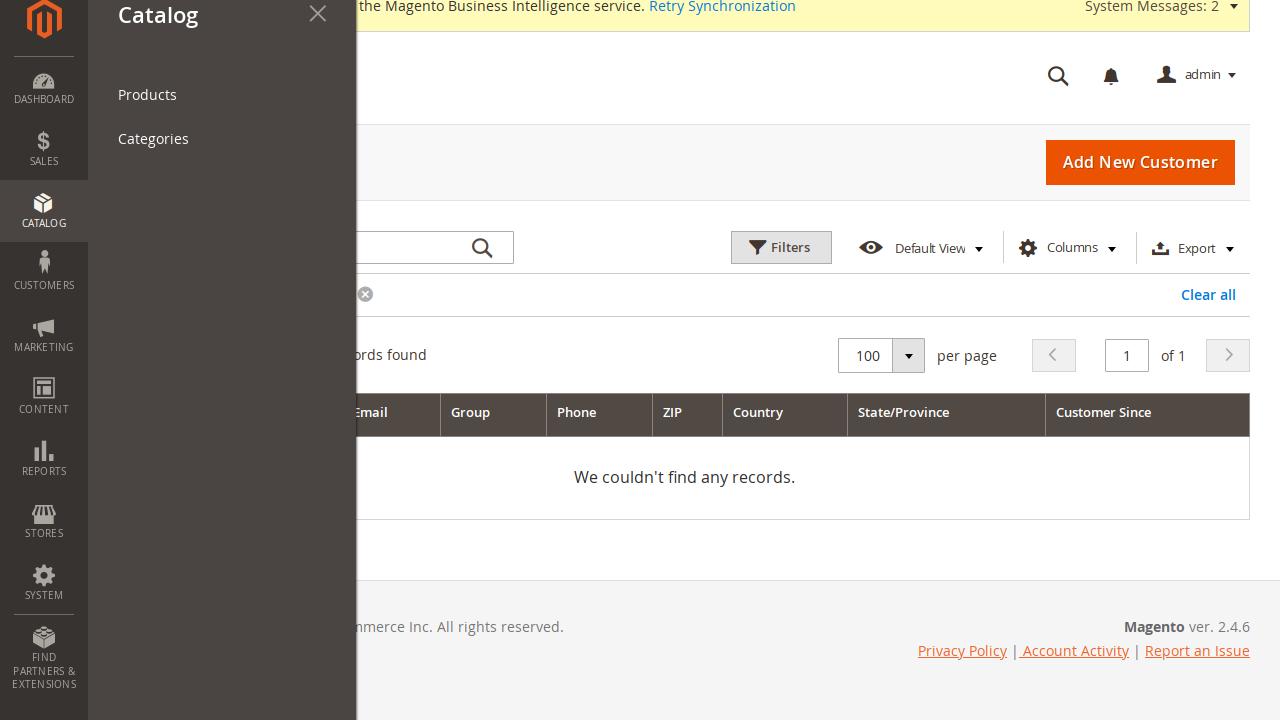 Catalog
the Magento Business Intelligence service. Retry Synchronization
System Messages: 2
DASHBOARD
SALES
CATALOG
CUSTOMERS
MARKETING
CONTENT
REPORTS
STORES
SYSTEM
FIND
PARTNERS &
EXTENSIONS
Products
Categories
admin
Add New Customer
Filters
Default View
Columns
Export
Clear all
ords found
100
per page
1
of 1
Email
Group
Phone
ZIP
Country
State/Province
Customer Since
We couldn't find any records.
mmerce Inc. All rights reserved.
Magento ver. 2.4.6
Privacy Policy | Account Activity | Report an Issue